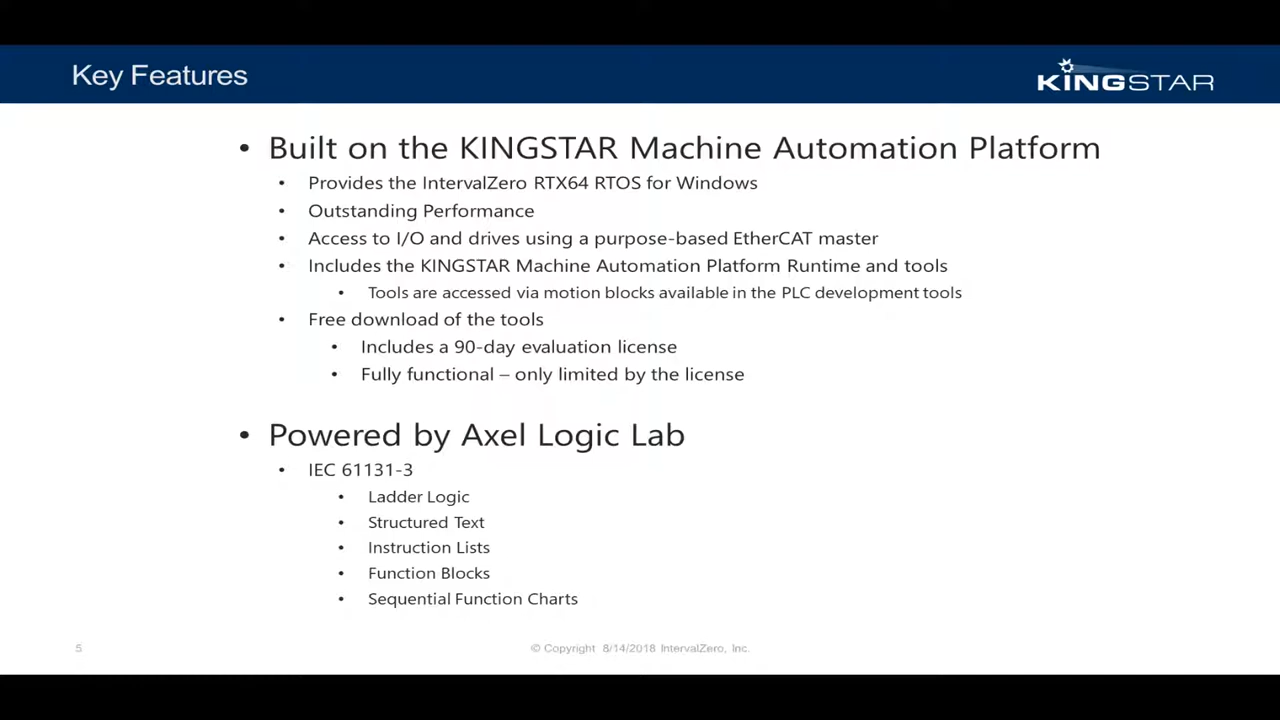 Key Features
KINGSTAR
• Built on the KINGSTAR Machine Automation Platform
• Provides the IntervalZero RTX64 RTOS for Windows
• Outstanding Performance
• Access to I/O and drives using a purpose-based EtherCAT master
• Includes the KINGSTAR Machine Automation Platform Runtime and tools
• Tools are accessed via motion blocks available in the PLC development tools
• Free download of the tools
• Includes a 90-day evaluation license
• Fully functional – only limited by the license
• Powered by Axel Logic Lab
• IEC 61131-3
• Ladder Logic
• Structured Text
• Instruction Lists
• Function Blocks
• Sequential Function Charts
5
© Copyright 8/14/2018 IntervalZero, Inc.